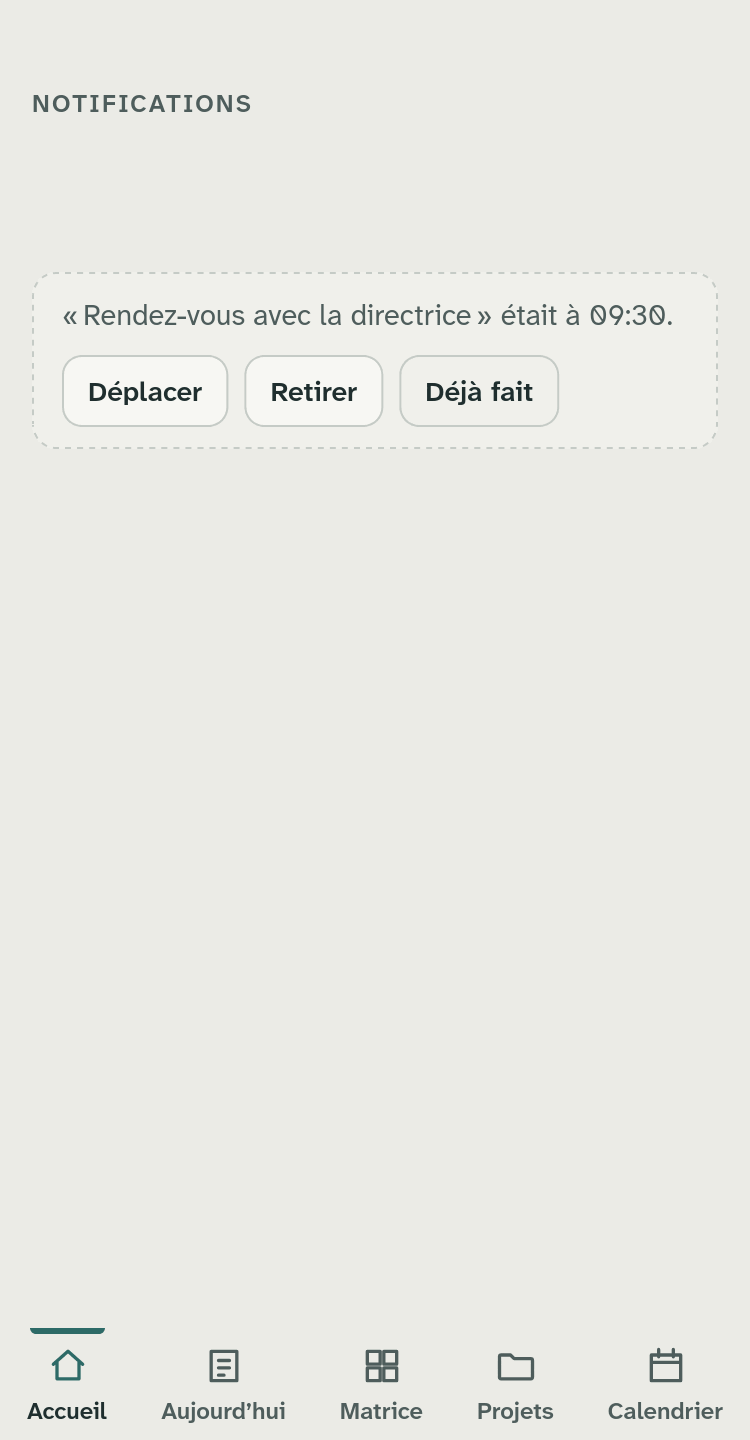 NOTIFICATIONS
« Rendez-vous avec la directrice » était à 09:30.
Déplacer
Retirer
Déjà fait
Accueil
Aujourd’hui
Matrice
Projets
Calendrier